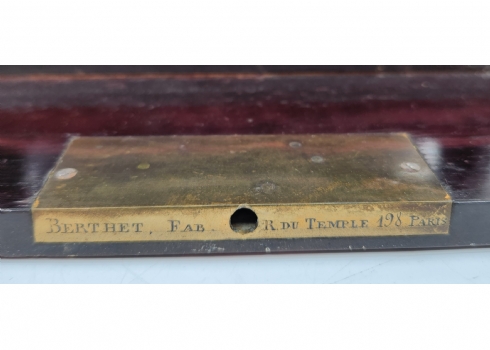 BERTHET, FAB. R. DU TEMPLE 198 PARIS